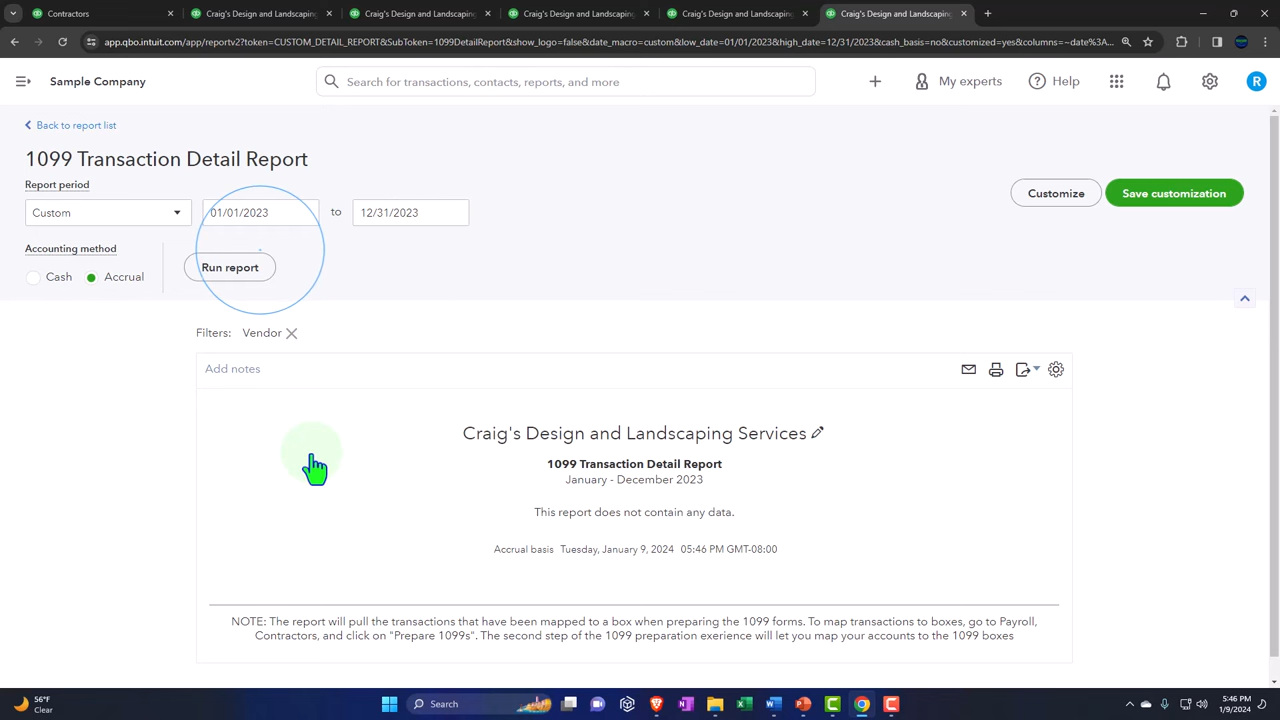 Contractors
Craig's Design and Landscaping
Craig's Design and Landscaping
Craig's Design and Landscaping
Craig's Design and Landscaping
Craig's Design and Landscaping
app.qbo.intuit.com/app/reportv2?token=CUSTOM_DETAIL_REPORT&SubToken=1099DetailReport&show_logo=false&date_macro=custom&low_date=01/01/2023&high_date=12/31/2023&cash_basis=no&customized=yes&columns=~date%3A...
Sample Company
Search for transactions, contacts, reports, and more
My experts
Help
R
Back to report list
1099 Transaction Detail Report
Report period
Custom
01/01/2023
to
12/31/2023
Customize
Save customization
Accounting method
Cash
Accrual
Run report
Filters:
Vendor
Add notes
Craig's Design and Landscaping Services
1099 Transaction Detail Report
January - December 2023
This report does not contain any data.
Accrual basis Tuesday, January 9, 2024 05:46 PM GMT-08:00
NOTE: The report will pull the transactions that have been mapped to a box when preparing the 1099 forms. To map transactions to boxes, go to Payroll,
Contractors, and click on "Prepare 1099s". The second step of the 1099 preparation exerience will let you map your accounts to the 1099 boxes
56°F
Clear
Search
5:46 PM
1/9/2024